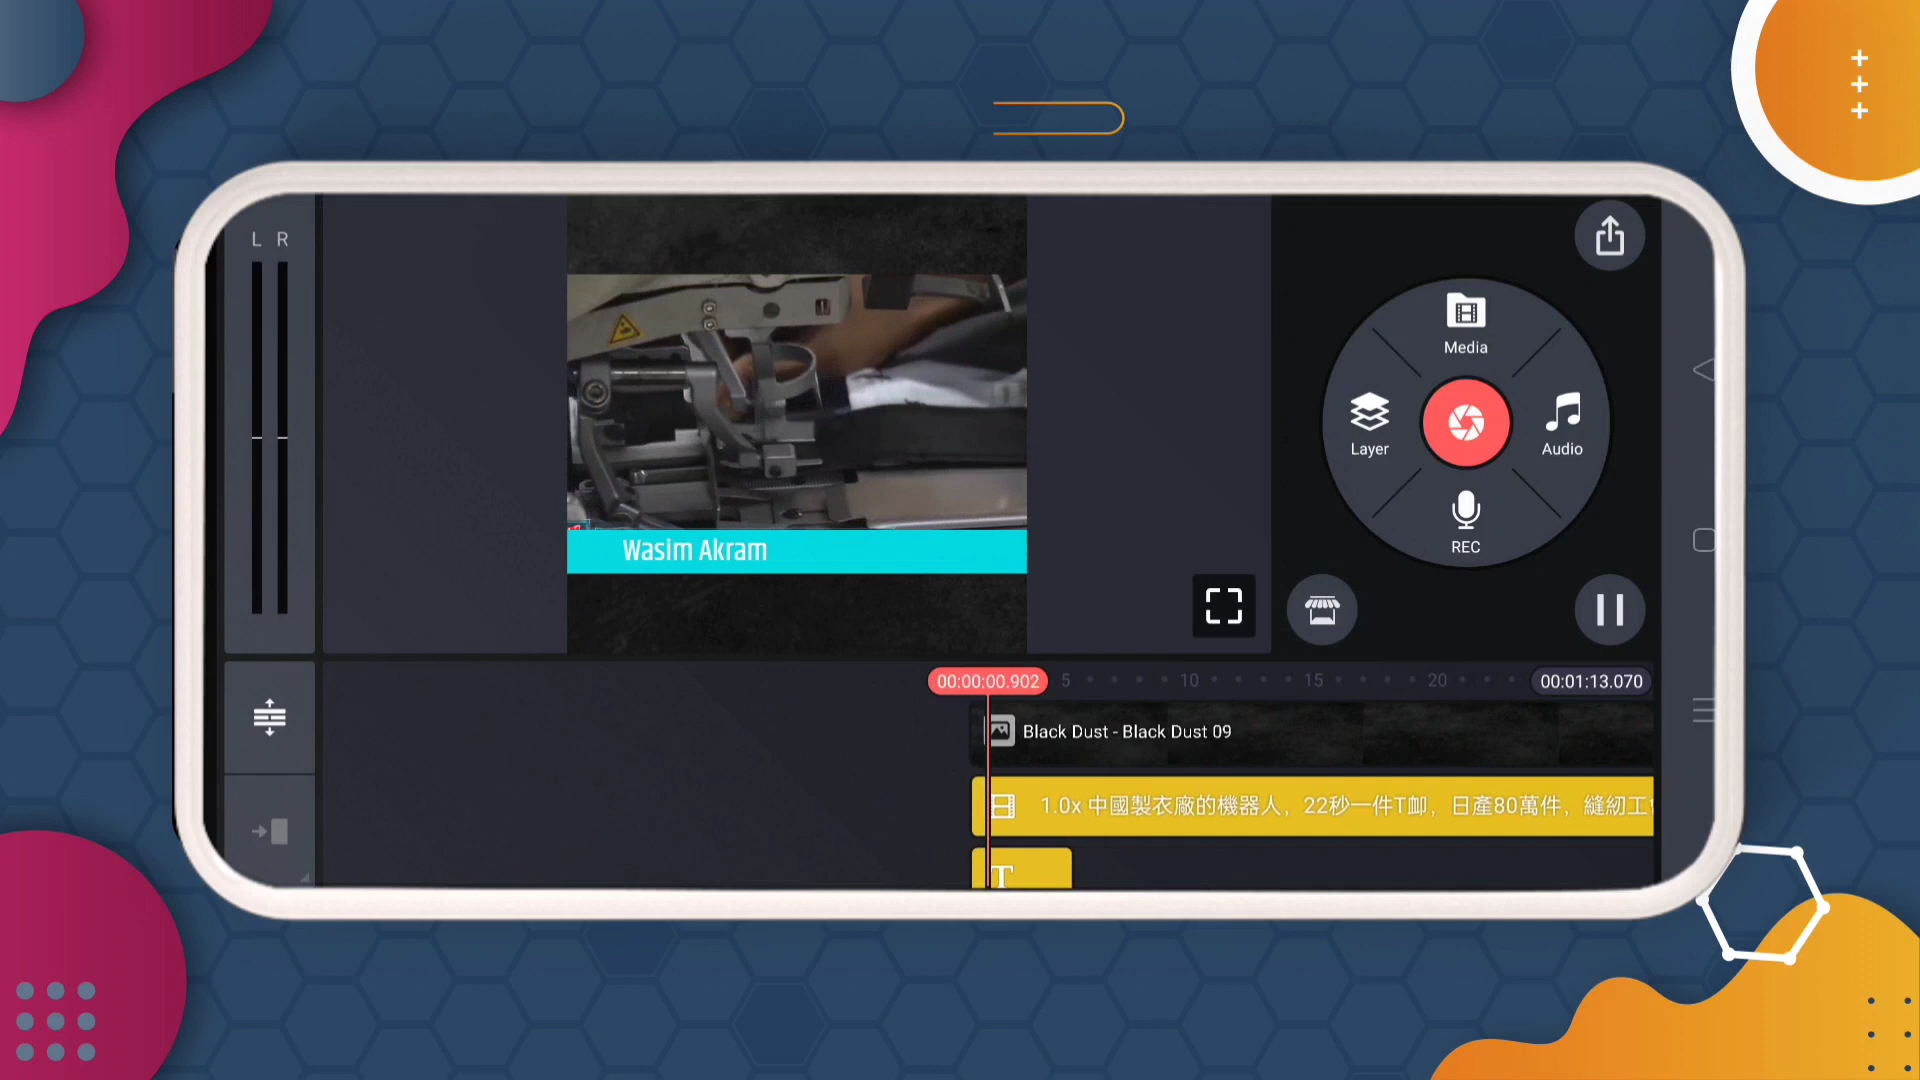 L R
Media
Layer
Audio
REC
Wasim Akram
00:00:00.902 5 10 15 20 00:01:13.070
Black Dust - Black Dust 09
1.0x 中國製衣廠的機器人，22秒一件T卹，日產80萬件，縫紉工
T